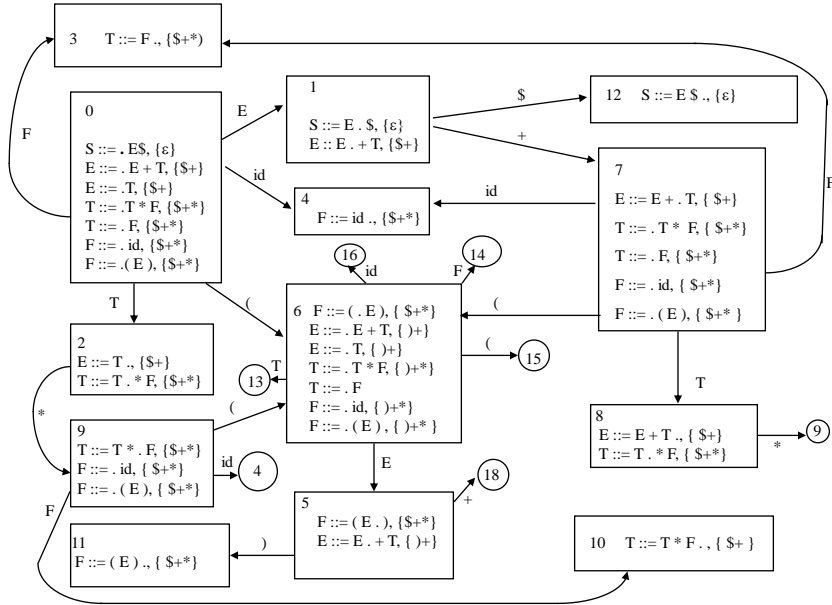 3 T ::= F ., {$+*)
0
S ::= . E$, {ε}
E ::= . E + T, {$+}
E ::= .T, {$+}
T ::= .T * F, {$+*}
T ::= . F, {$+*}
F ::= . id, {$+*}
F ::= .( E ), {$+*}
F
E
id
T
(
1
S ::= E . $, {ε}
E :: E . + T, {$+}
$
+
12 S ::= E $ ., {ε}
4
F ::= id ., {$+*}
id
7
E ::= E + . T, { $+}
T ::= . T * F, { $+*}
T ::= . F, { $+*}
F ::= . id, { $+*}
F ::= . ( E ), { $+* }
F
(
T
16
id
14
F
6 F ::= ( . E ), { $+*}
E ::= . E + T, { )+}
E ::= . T, { )+}
T ::= . T * F, { )+*}
T ::= . F
F ::= . id, { )+*}
F ::= . ( E ), { )+* }
T
13
(
15
E
2
E ::= T ., {$+}
T ::= T . * F, {$+*}
*
9
T ::= T * . F, {$+*}
F ::= . id, { $+*}
F ::= . ( E ), { $+*}
(
id
4
F
8
E ::= E + T ., { $+}
T ::= T . * F, { $+*}
*
9
5
F ::= ( E . ), {$+*}
E ::= E . + T, { )+}
+
18
)
11
F ::= ( E ) ., { $+*}
10 T ::= T * F . , { $+ }